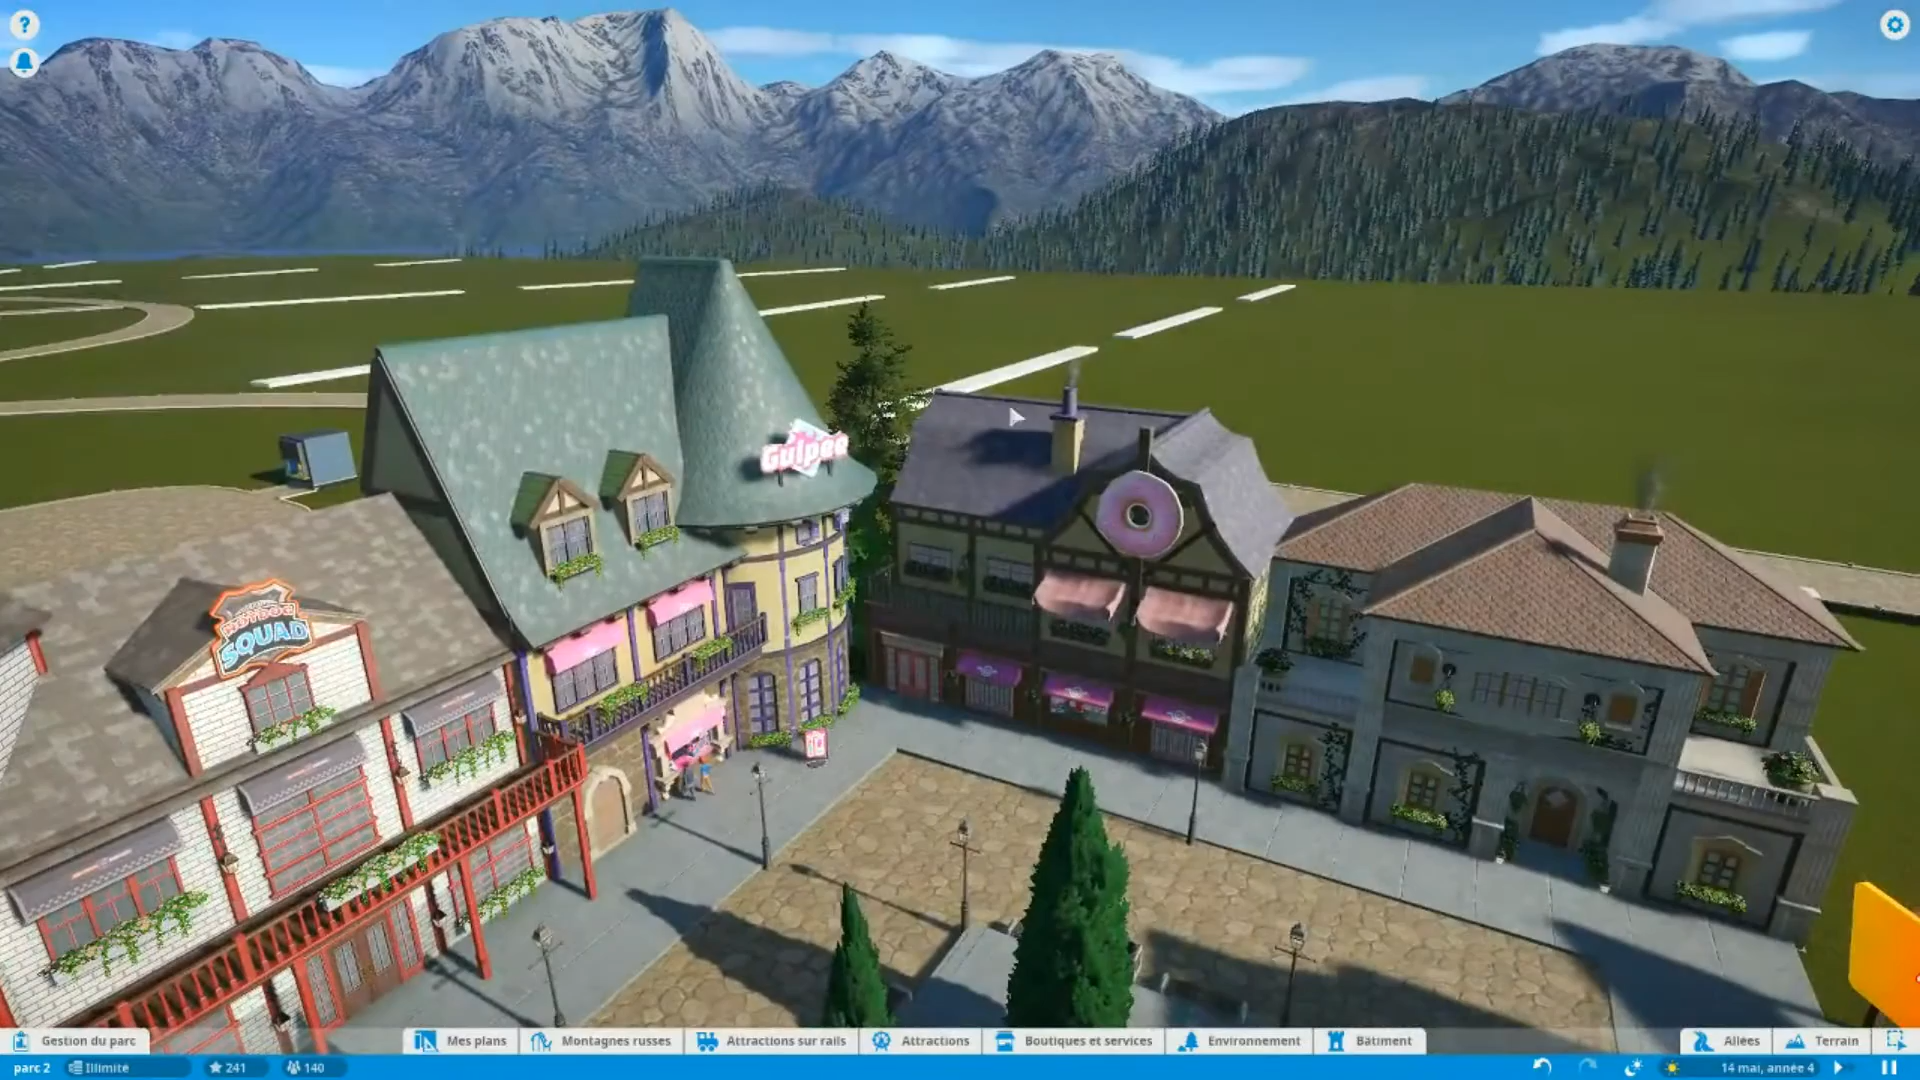 Gulpee
HOTDOG
SQUAD
Gestion du parc
Mes plans
Montagnes russes
Attractions sur rails
Attractions
Boutiques et services
Environnement
Bâtiment
Allées
Terrain
parc 2
Illimité
241
140
14 mai, année 4